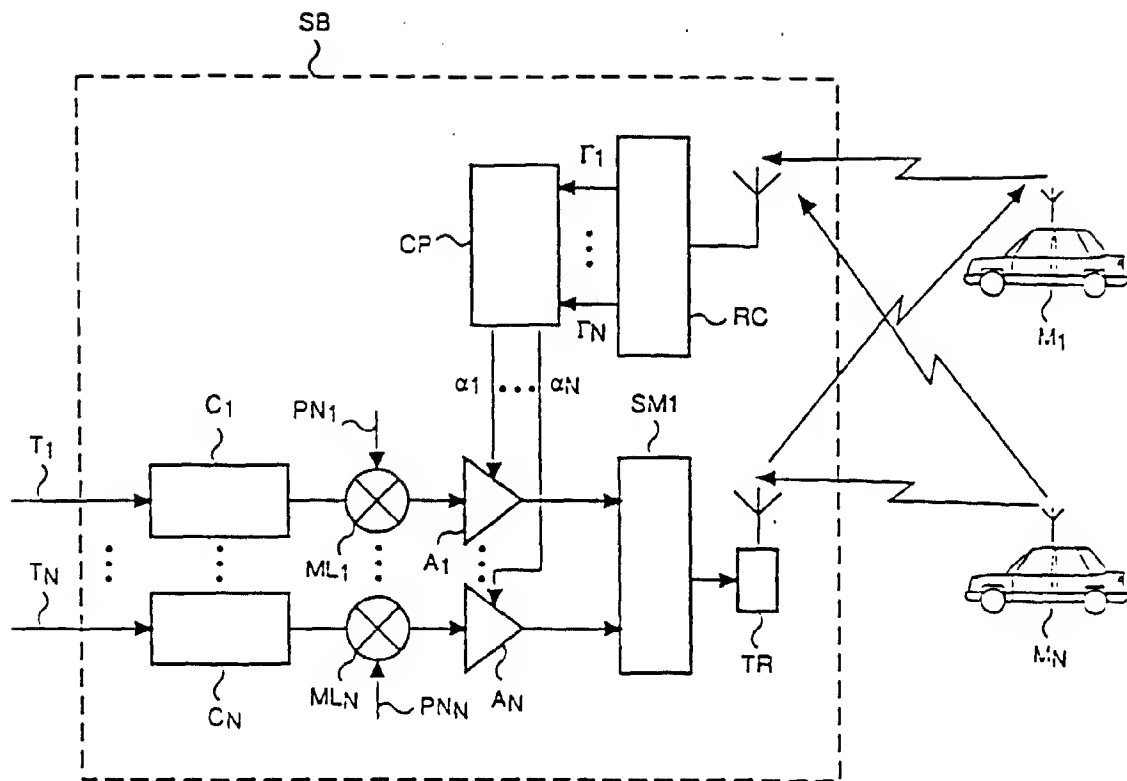 SB
Γ1
CP
ΓN
RC
M1
α1 ... αN
SM1
PN1
C1
T1
ML1
A1
TN
MLN
PNN
AN
CN
TR
MN